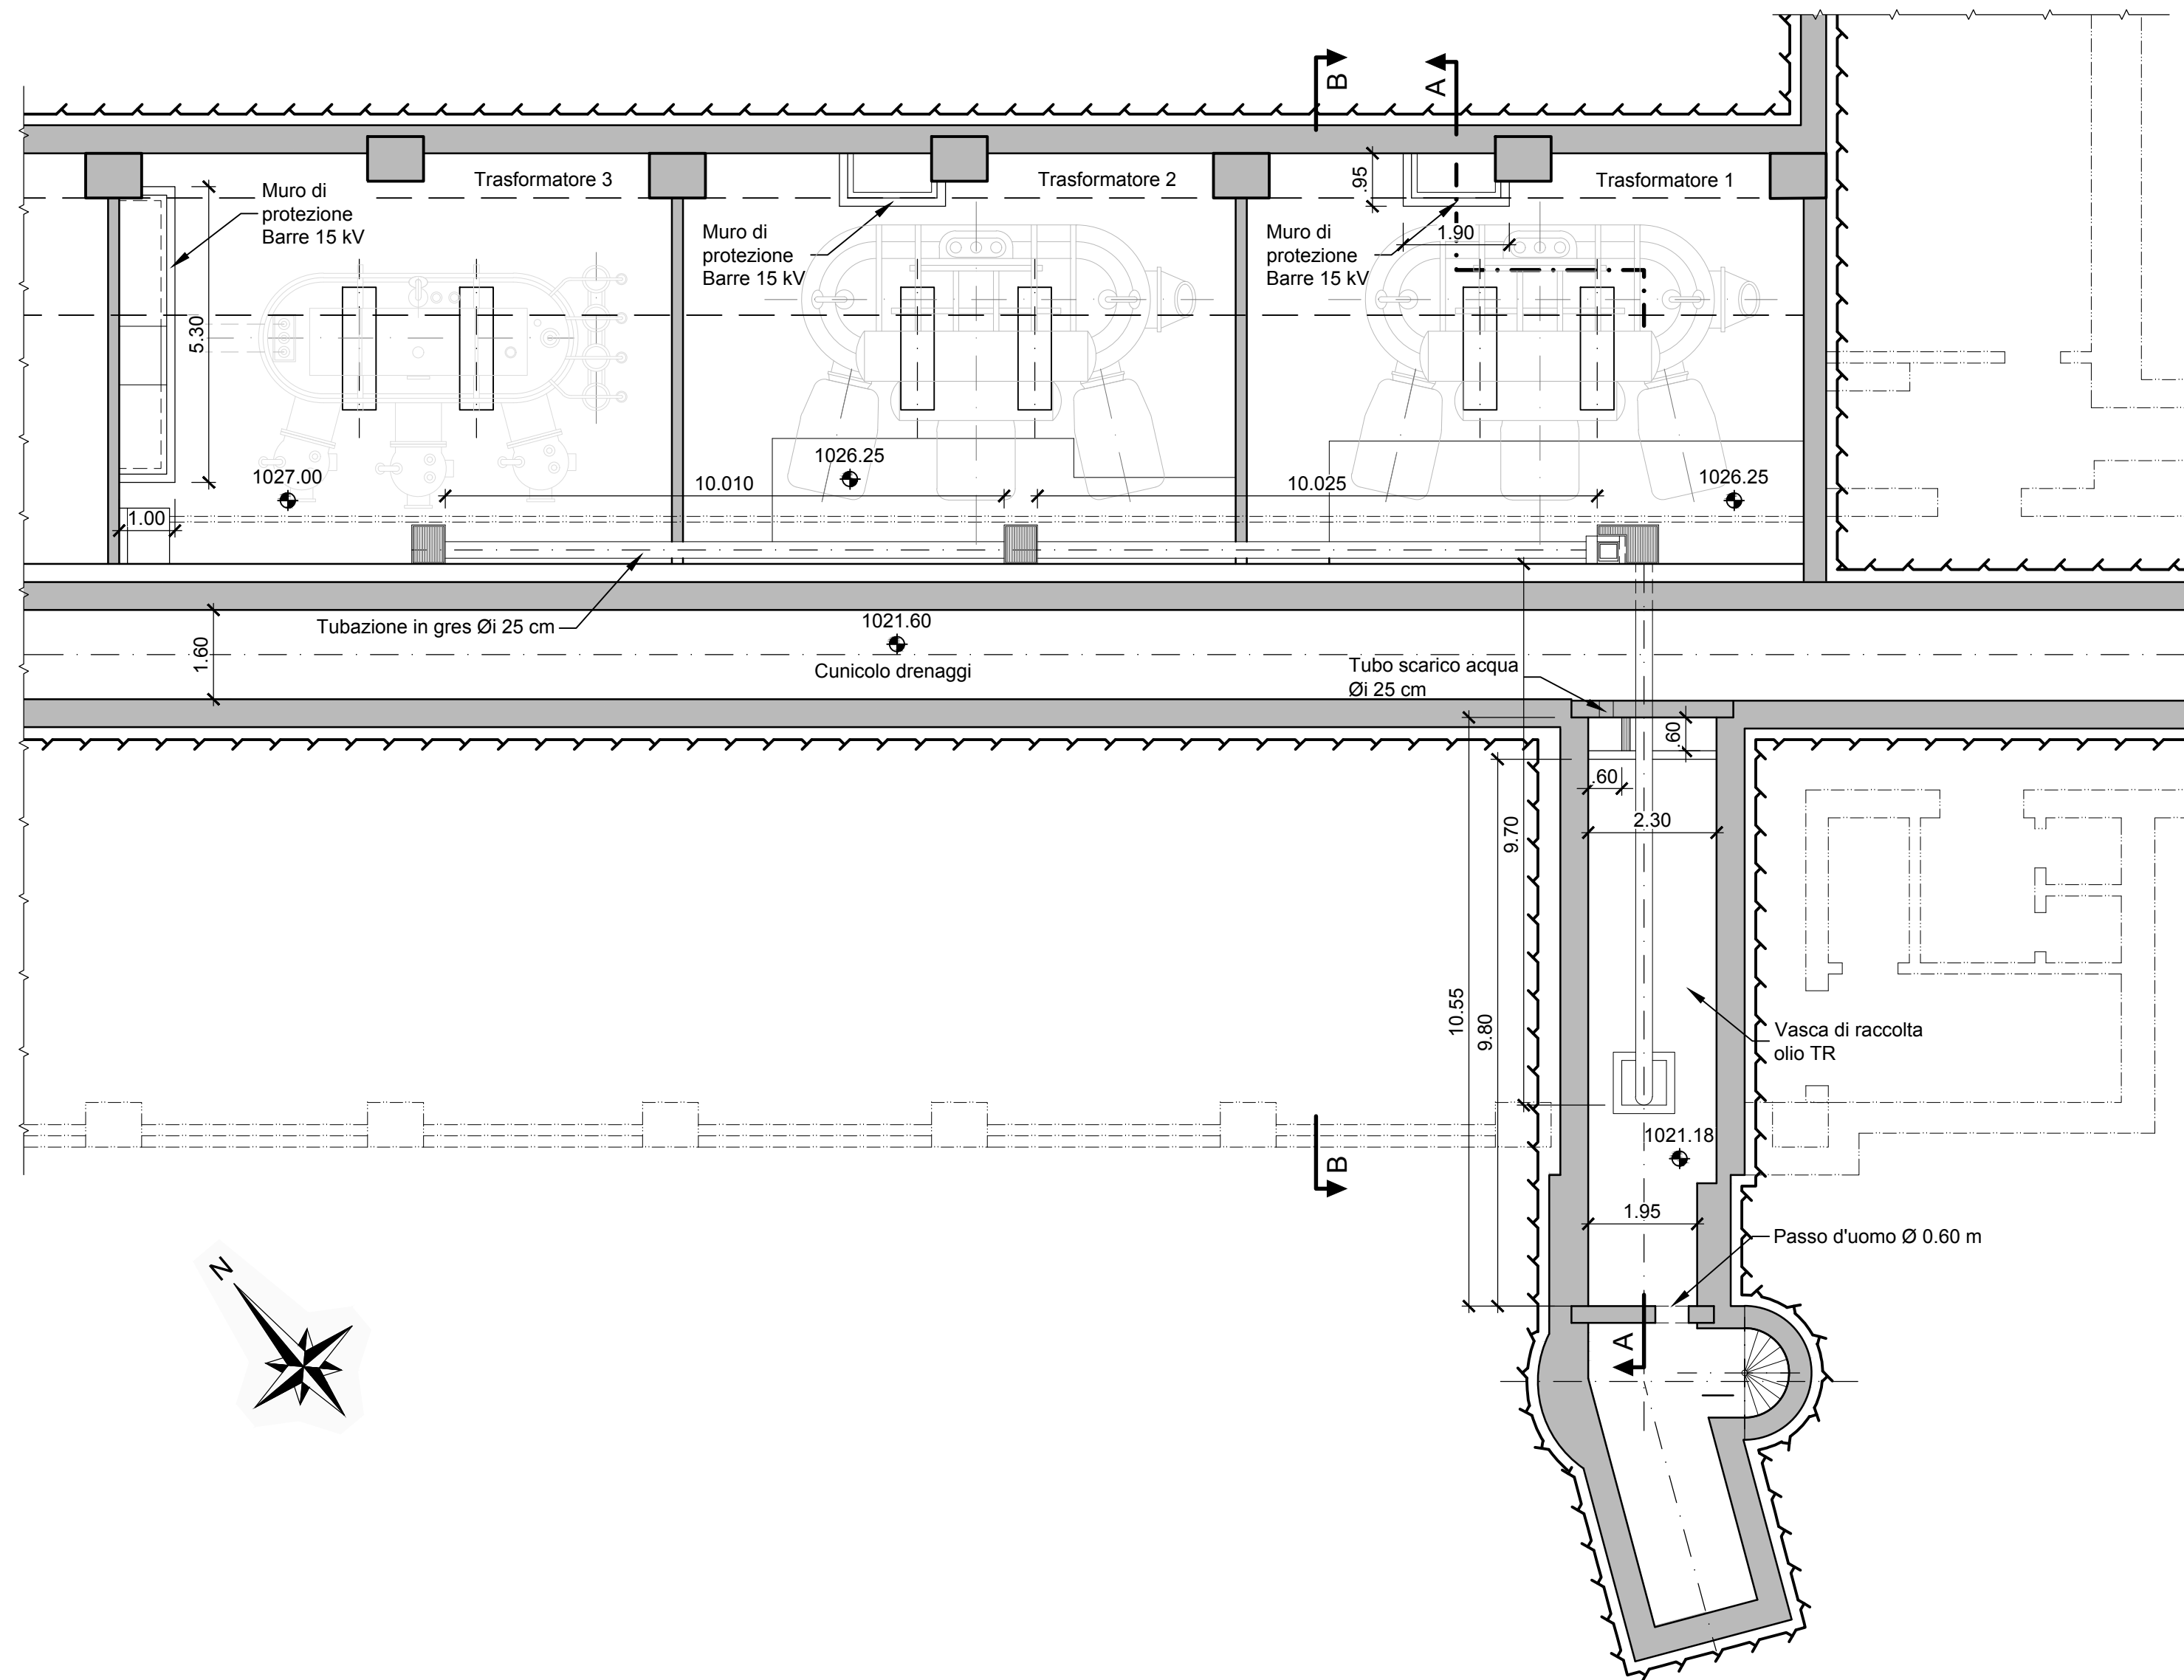 B
A
Trasformatore 3
Trasformatore 2
Trasformatore 1
Muro di
protezione
Barre 15 kV
Muro di
protezione
Barre 15 kV
Muro di
protezione
Barre 15 kV
.95
1.90
5.30
1027.00
1026.25
1026.25
10.010
10.025
1.00
Tubazione in gres Øi 25 cm
1021.60
Cunicolo drenaggi
1.60
Tubo scarico acqua
Øi 25 cm
.60
.60
2.30
9.70
10.55
9.80
Vasca di raccolta
olio TR
1021.18
B
1.95
Passo d'uomo Ø 0.60 m
A
N